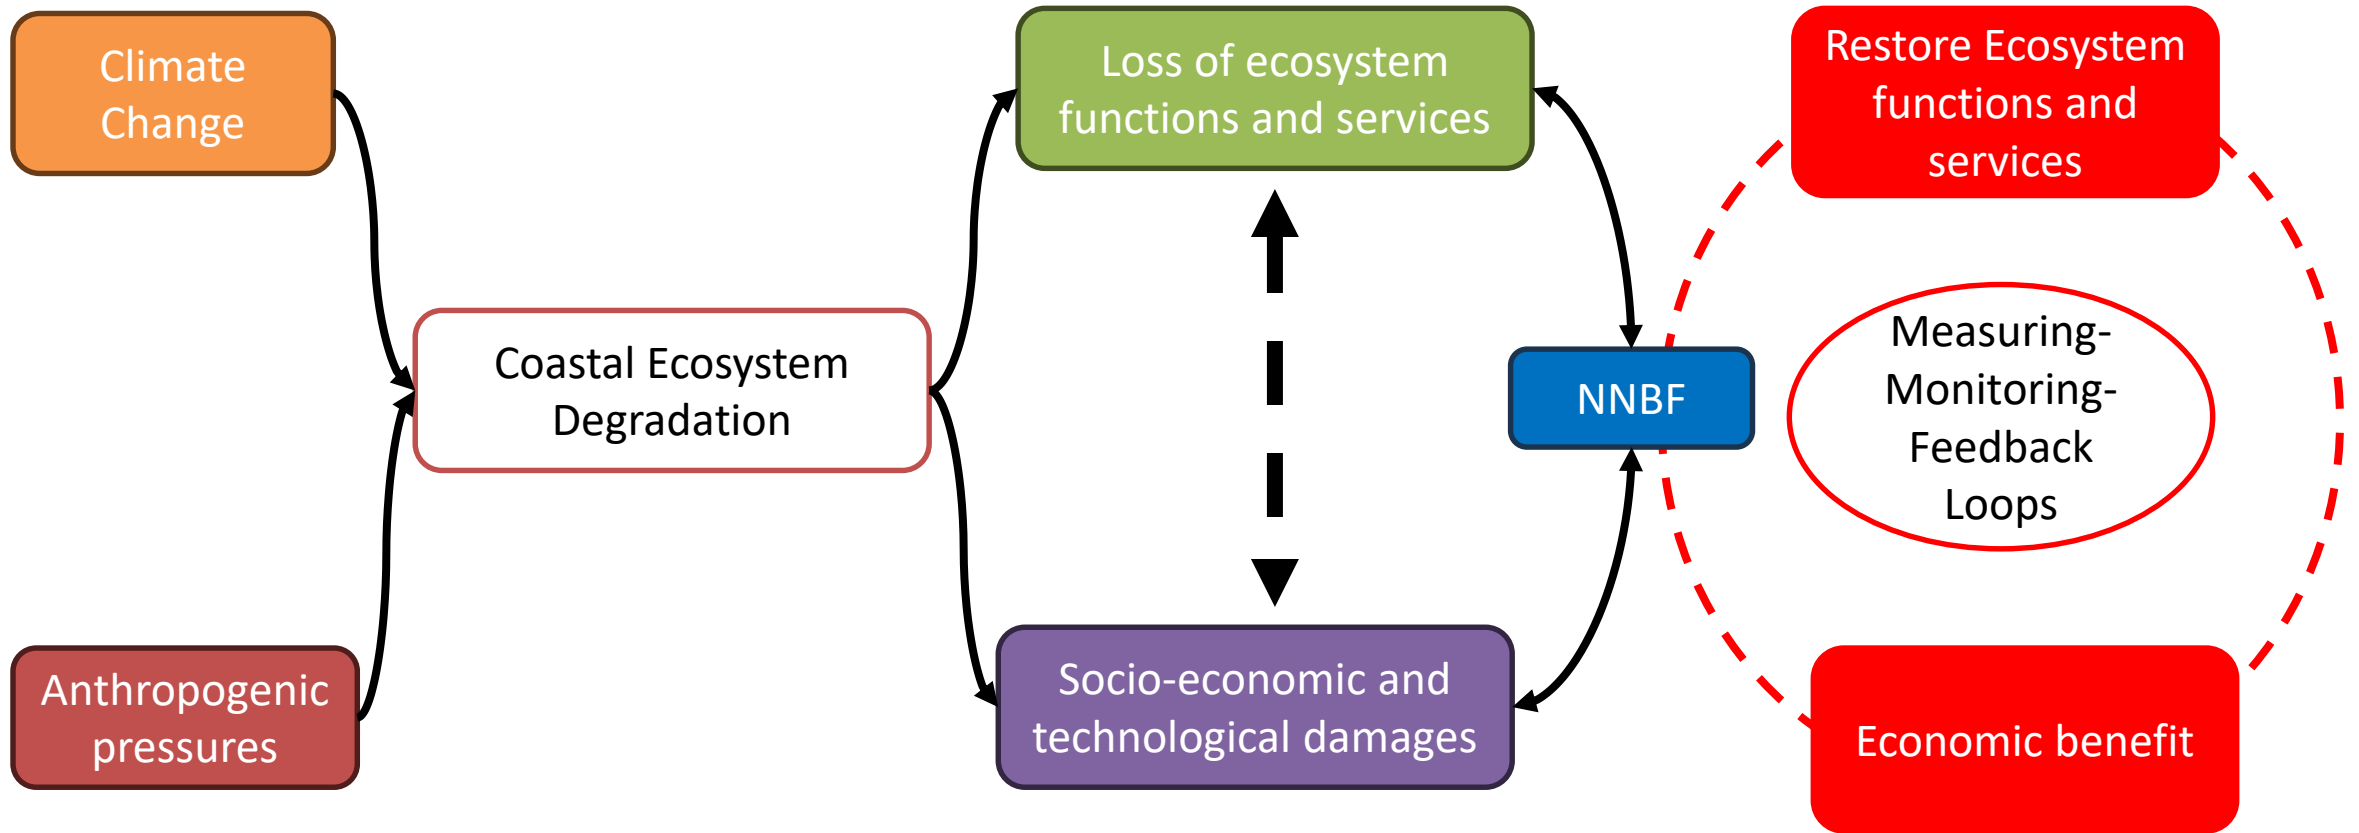 Climate
Change
Anthropogenic
pressures
Coastal Ecosystem
Degradation
Loss of ecosystem
functions and services
Socio-economic and
technological damages
NNBF
Restore Ecosystem
functions and
services
Measuring-
Monitoring-
Feedback
Loops
Economic benefit